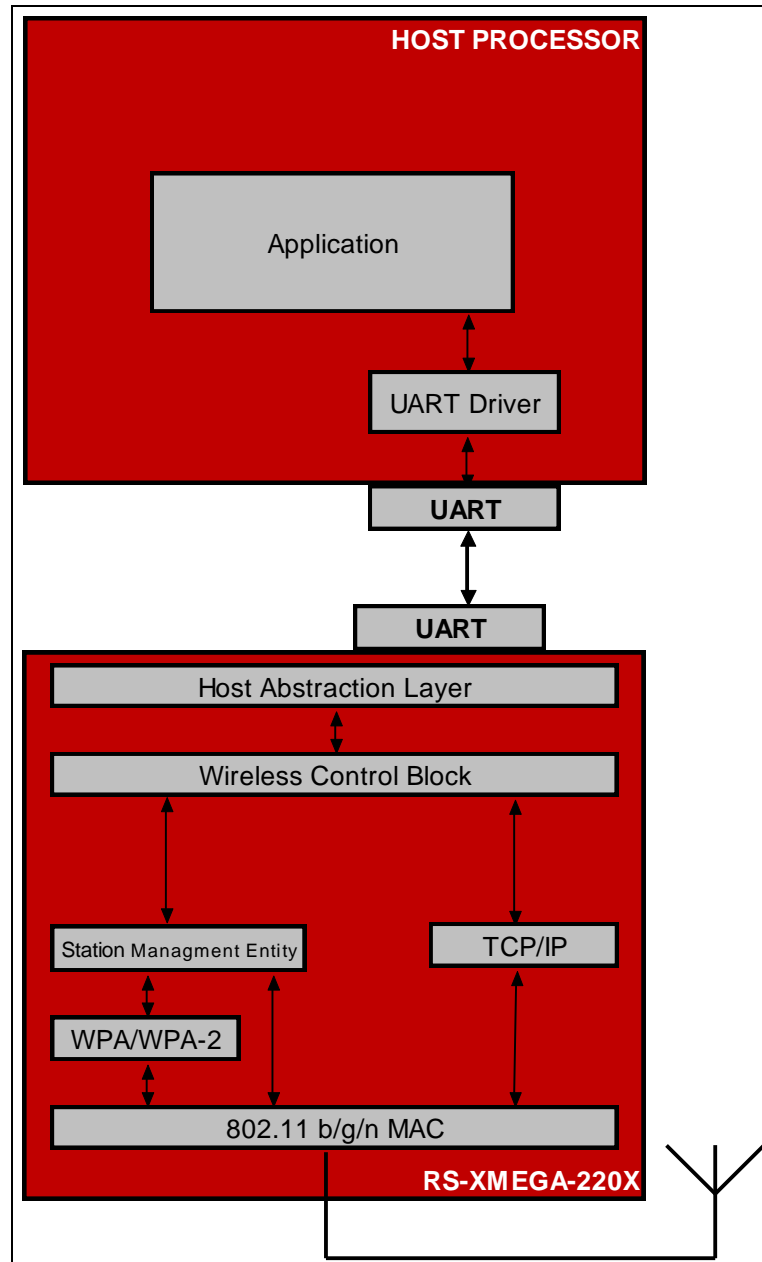 HOST PROCESSOR
Application
UART Driver
UART
UART
Host Abstraction Layer
Wireless Control Block
Station Managment Entity
TCP/IP
WPA/WPA-2
802.11 b/g/n MAC
RS-XMEGA-220X